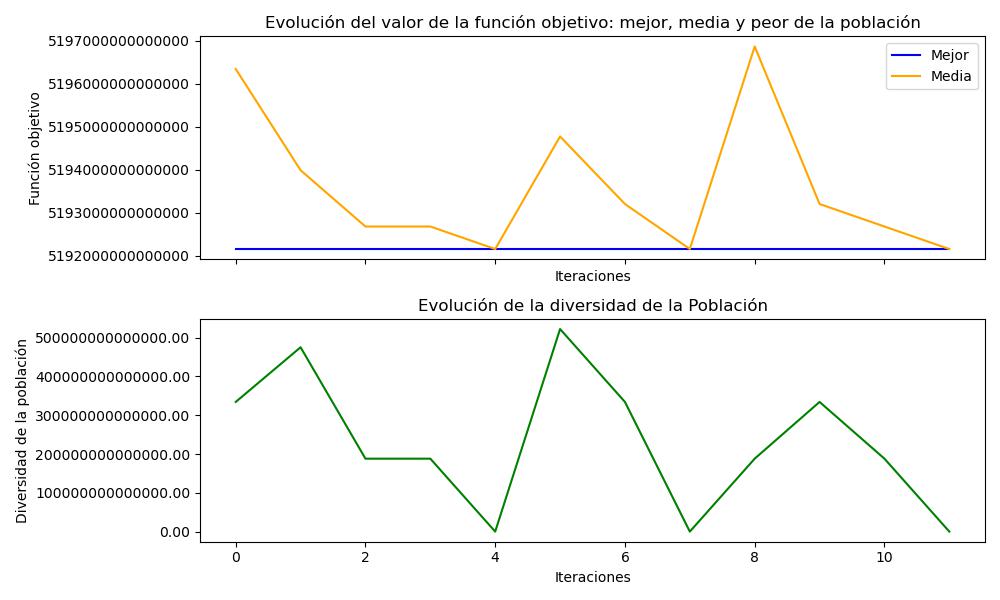 Evolución del valor de la función objetivo: mejor, media y peor de la población
5197000000000000
5196000000000000
5195000000000000
5194000000000000
5193000000000000
5192000000000000
Función objetivo
Mejor
Media
Iteraciones
Evolución de la diversidad de la Población
500000000000000.00
400000000000000.00
300000000000000.00
200000000000000.00
100000000000000.00
0.00
Diversidad de la población
0 2 4 6 8 10
Iteraciones